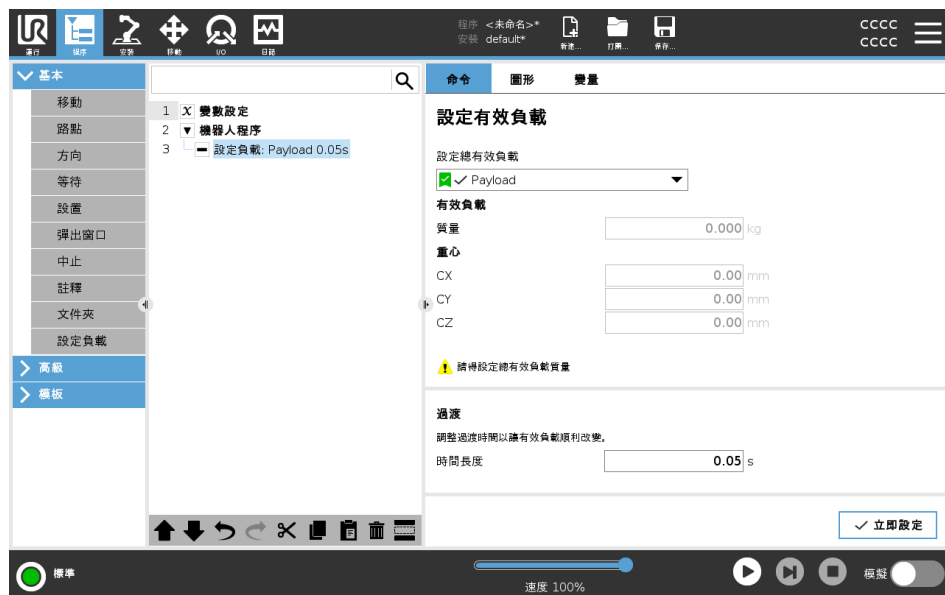 程序 <未命名>*
安裝 default*
CCCC
CCCC
運行 程序 安裝 移動 I/O 日誌 新建... 打開... 保存...
基本
移動
路點
方向
等待
設置
彈出窗口
中止
註釋
文件夾
設定負載
高級
模板
1 X 變數設定
2 機器人程序
3 設定負載: Payload 0.05s
命令 圖形 變量
設定有效負載
設定總有效負載
Payload
有效負載
質量 0.000 kg
重心
CX 0.00 mm
CY 0.00 mm
CZ 0.00 mm
請得設定總有效負載質量
過渡
調整過渡時間以讓有效負載順利改變。
時間長度 0.05 s
立即設定
標準
速度 100%
模擬